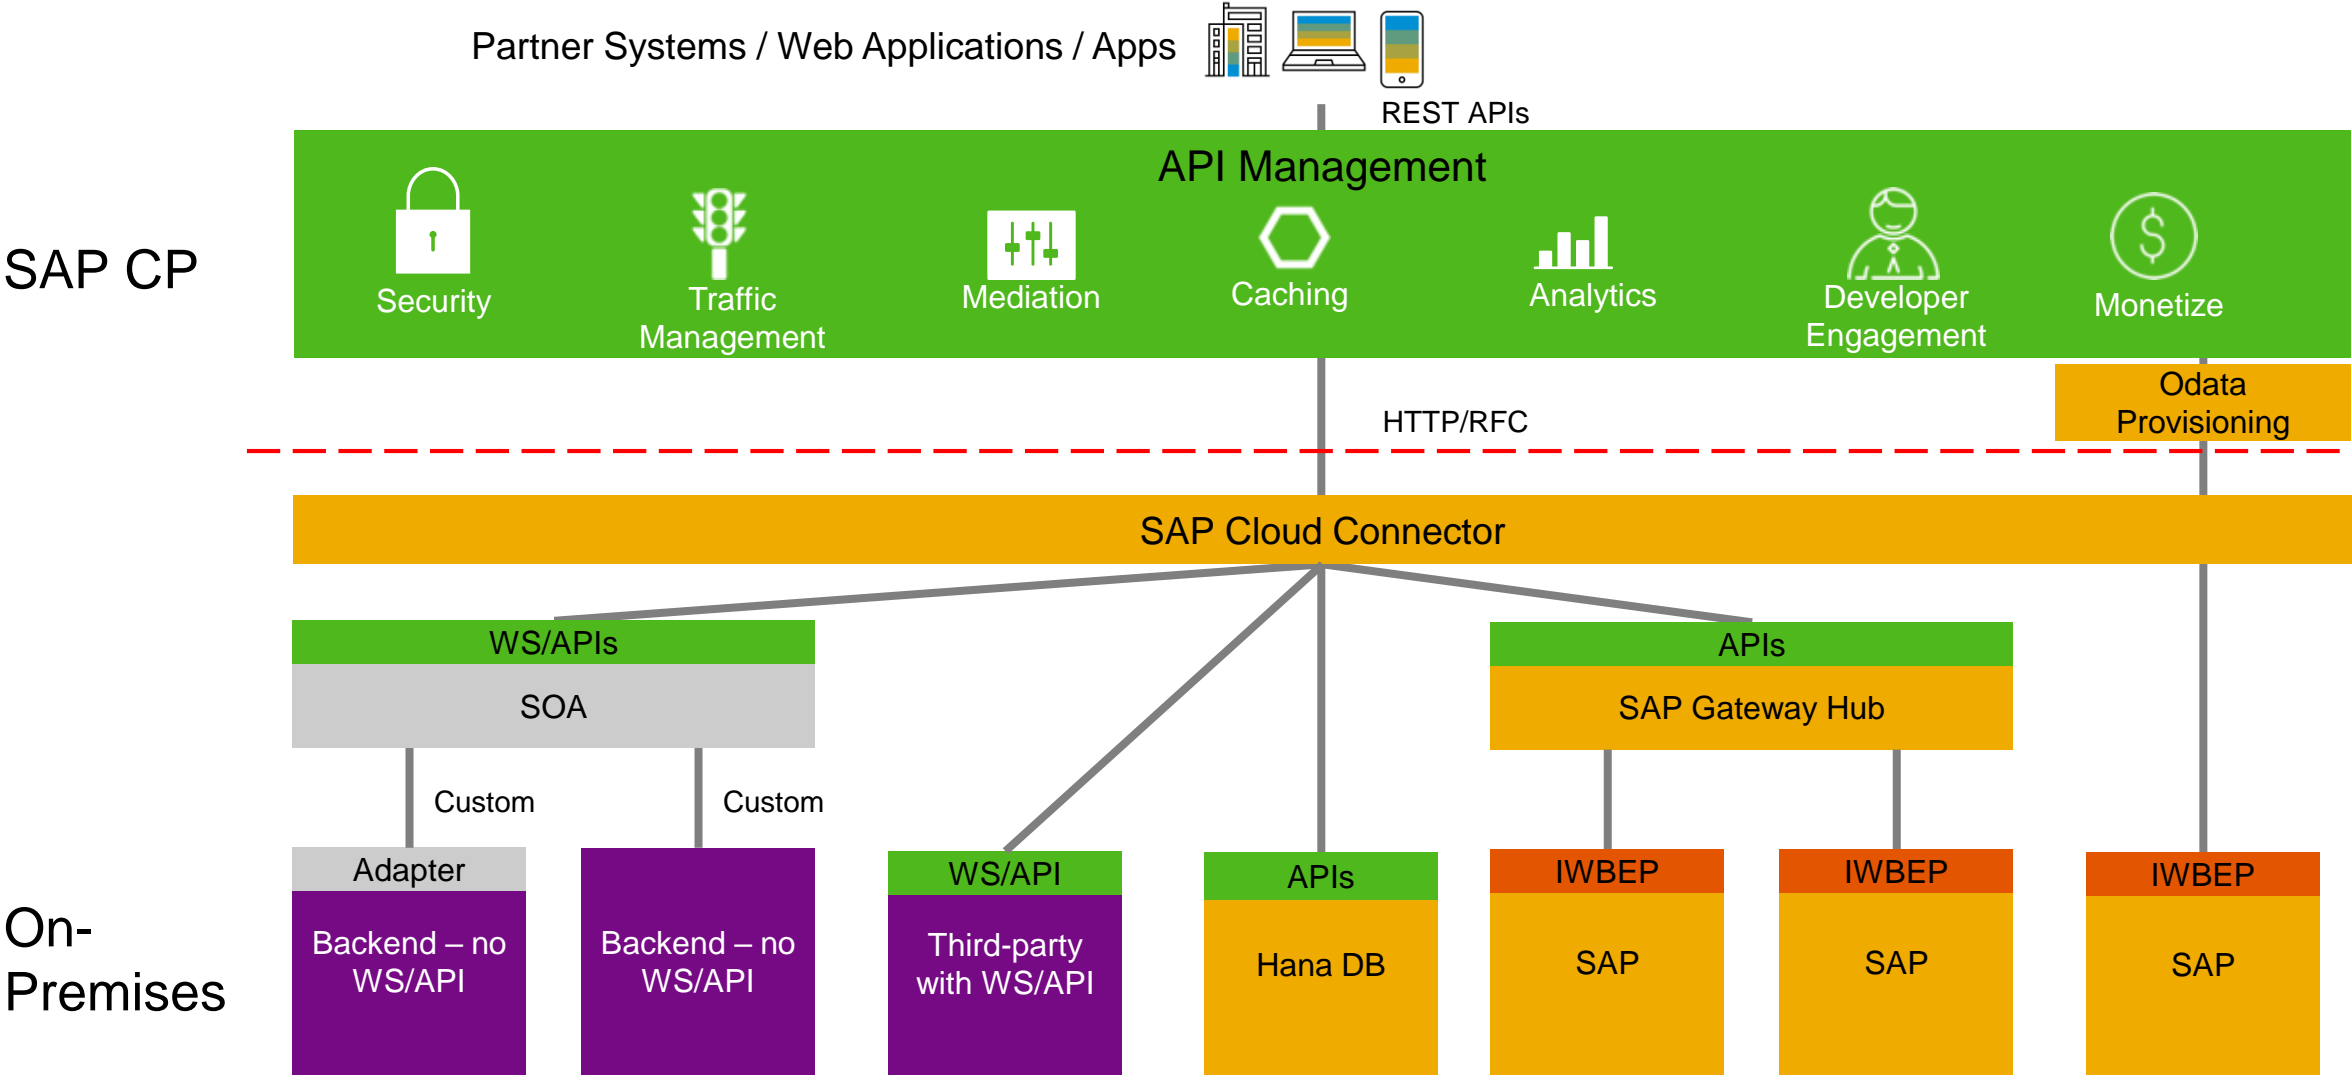 Partner Systems / Web Applications / Apps
REST APIs
API Management
SAP CP
Security
Traffic
Management
Mediation
Caching
Analytics
Developer
Engagement
Monetize
Odata
Provisioning
HTTP/RFC
SAP Cloud Connector
WS/APIs
SOA
APIs
SAP Gateway Hub
Custom
Custom
On-
Premises
Adapter
Backend – no
WS/API
Backend – no
WS/API
WS/API
Third-party
with WS/API
APIs
Hana DB
IWBEP
SAP
IWBEP
SAP
IWBEP
SAP